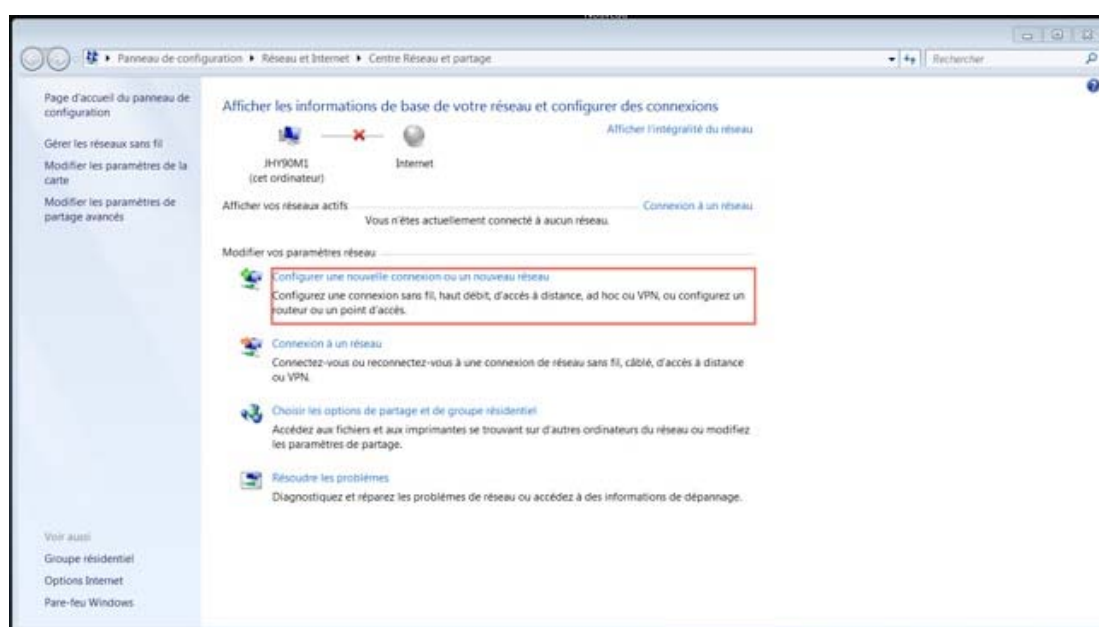 Panneau de configuration ▸ Réseau et Internet ▸ Centre Réseau et partage
Rechercher
Page d'accueil du panneau de
configuration
Gérer les réseaux sans fil
Modifier les paramètres de la
carte
Modifier les paramètres de
partage avancés
Voir aussi
Groupe résidentiel
Options Internet
Pare-feu Windows
Afficher les informations de base de votre réseau et configurer des connexions
Afficher l'intégralité du réseau
JHY90M1
(cet ordinateur)
Internet
Afficher vos réseaux actifs
Connexion à un réseau
Vous n'êtes actuellement connecté à aucun réseau.
Modifier vos paramètres réseau
Configurer une nouvelle connexion ou un nouveau réseau
Configurez une connexion sans fil, haut débit, d'accès à distance, ad hoc ou VPN, ou configurez un
routeur ou un point d'accès.
Connexion à un réseau
Connectez-vous ou reconnectez-vous à une connexion de réseau sans fil, câblé, d'accès à distance
ou VPN.
Choisir les options de partage et de groupe résidentiel
Accédez aux fichiers et aux imprimantes se trouvant sur d'autres ordinateurs du réseau ou modifiez
les paramètres de partage.
Résoudre les problèmes
Diagnostiquez et réparez les problèmes de réseau ou accédez à des informations de dépannage.